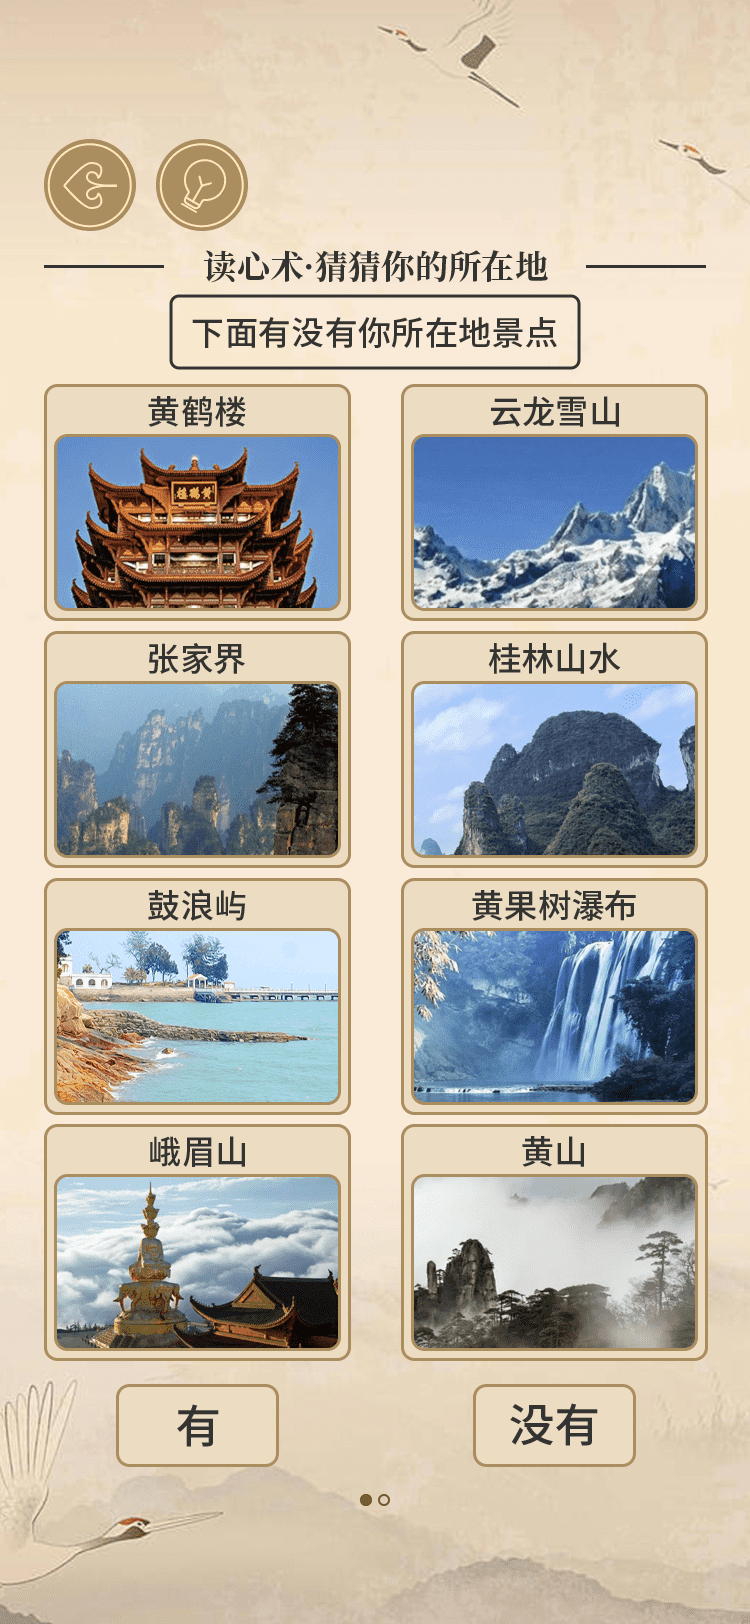 读心术·猜猜你的所在地
下面有没有你所在地景点
黄鹤楼
云龙雪山
黄鹤楼
张家界
桂林山水
鼓浪屿
黄果树瀑布
峨眉山
黄山
有
没有